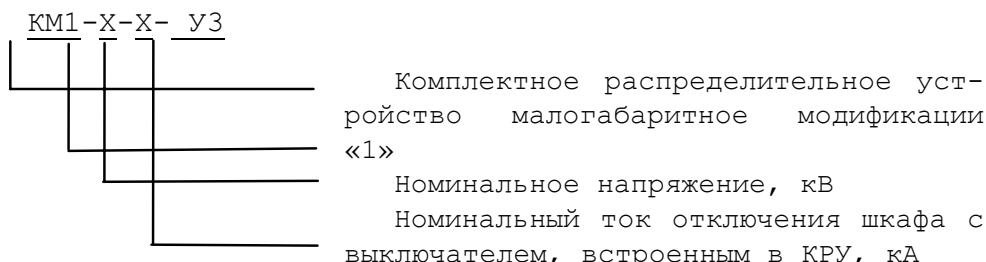 КМ1-Х-Х- У3
Комплектное распределительное уст-
ройство малогабаритное модификации
«1»
Номинальное напряжение, кВ
Номинальный ток отключения шкафа с
выключателем, встроенным в КРУ, кА